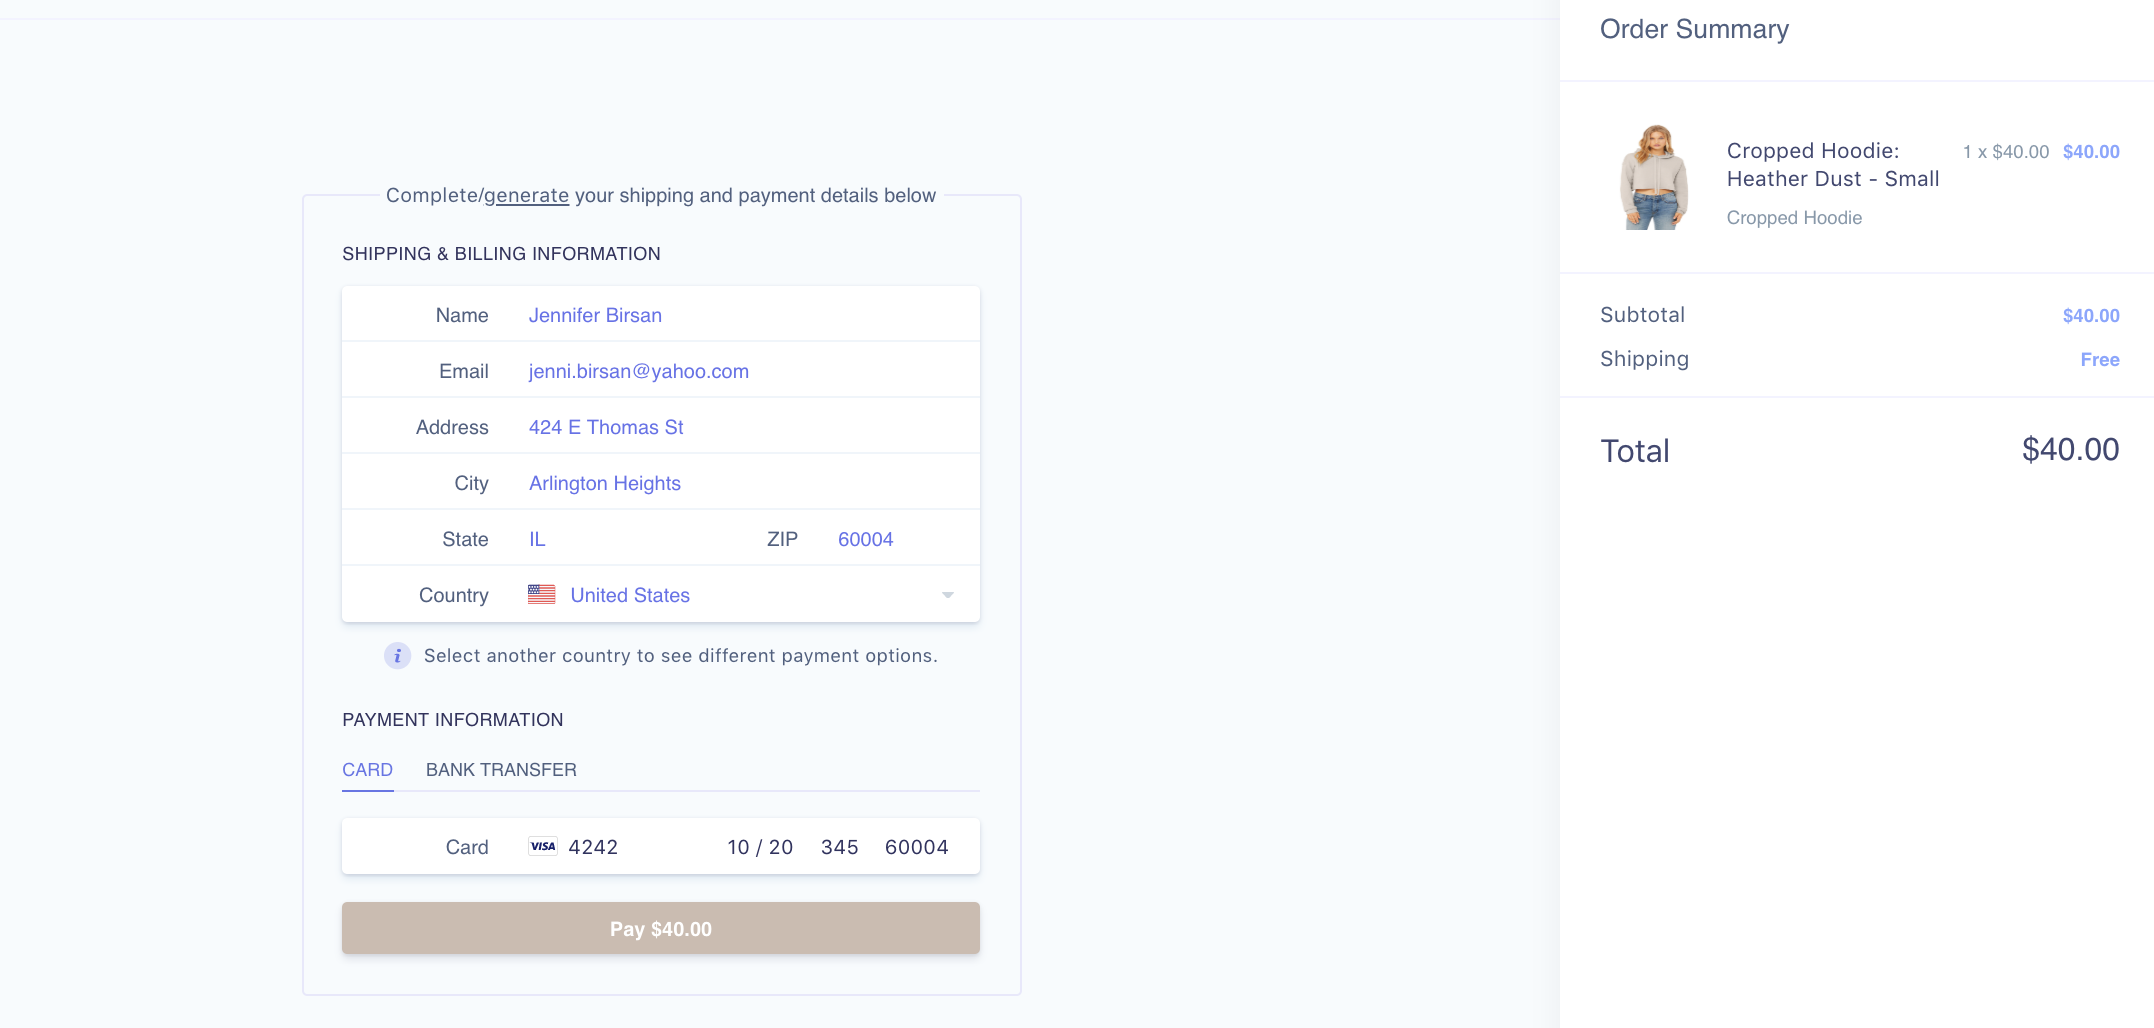 Complete/generate your shipping and payment details below
SHIPPING & BILLING INFORMATION
Name Jennifer Birsan
Email jenni.birsan@yahoo.com
Address 424 E Thomas St
City Arlington Heights
State IL ZIP 60004
Country United States
i Select another country to see different payment options.
PAYMENT INFORMATION
CARD BANK TRANSFER
Card VISA 4242 10 / 20 345 60004
Pay $40.00
Order Summary
Cropped Hoodie: 1 x $40.00 $40.00
Heather Dust - Small
Cropped Hoodie
Subtotal $40.00
Shipping Free
Total $40.00